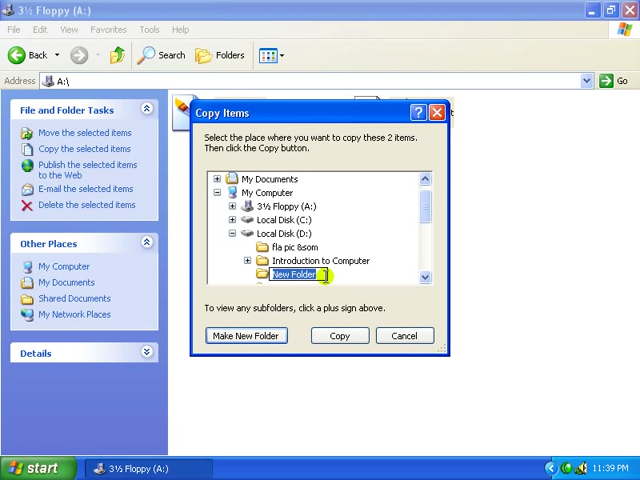 3½ Floppy (A:)
File Edit View Favorites Tools Help
Back Search Folders
Address A:\ Go
File and Folder Tasks
Move the selected items
Copy the selected items
Publish the selected items
to the Web
E-mail the selected items
Delete the selected items
Other Places
My Computer
My Documents
Shared Documents
My Network Places
Details
Copy Items
Select the place where you want to copy these 2 items.
Then click the Copy button.
My Documents
My Computer
3½ Floppy (A:)
Local Disk (C:)
Local Disk (D:)
fla pic &som
Introduction to Computer
New Folder
To view any subfolders, click a plus sign above.
Make New Folder Copy Cancel
start 3½ Floppy (A:) 11:39 PM